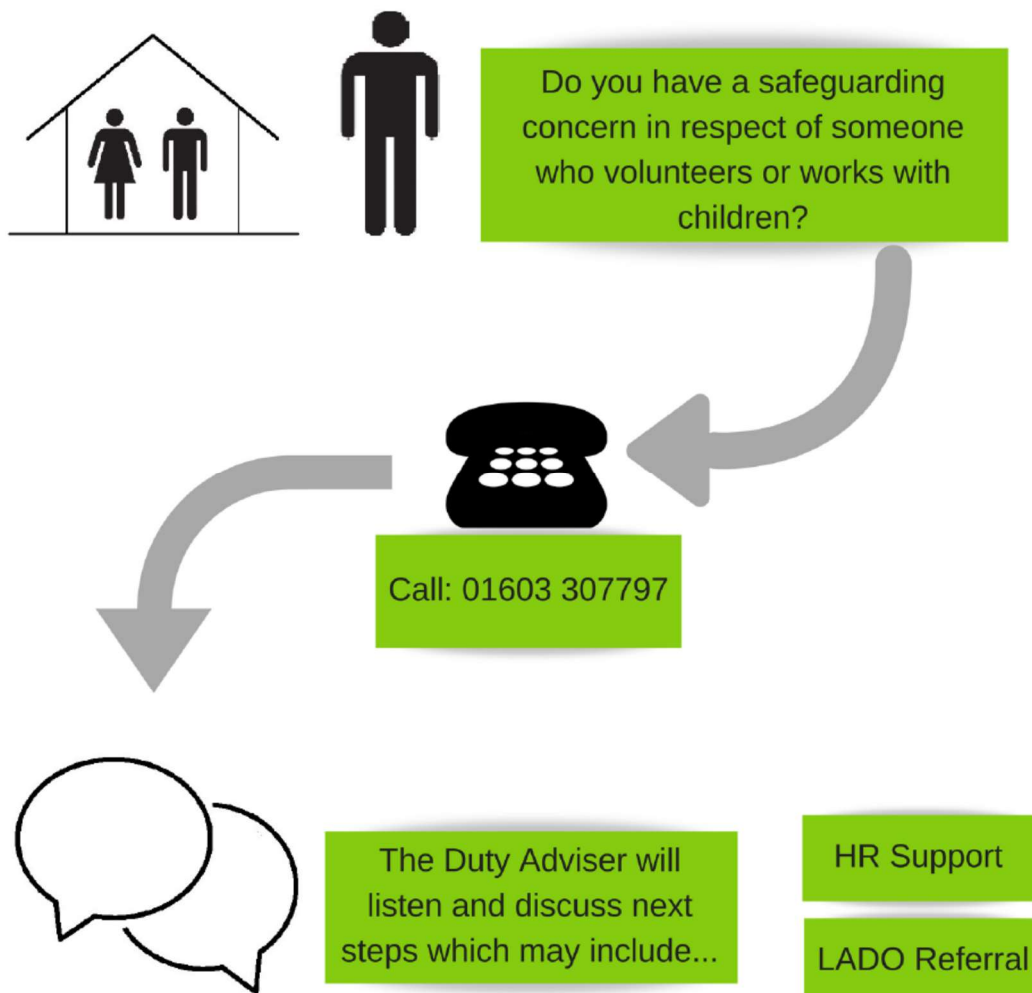 Do you have a safeguarding
concern in respect of someone
who volunteers or works with
children?
Call: 01603 307797
The Duty Adviser will
listen and discuss next
steps which may include...
HR Support
LADO Referral